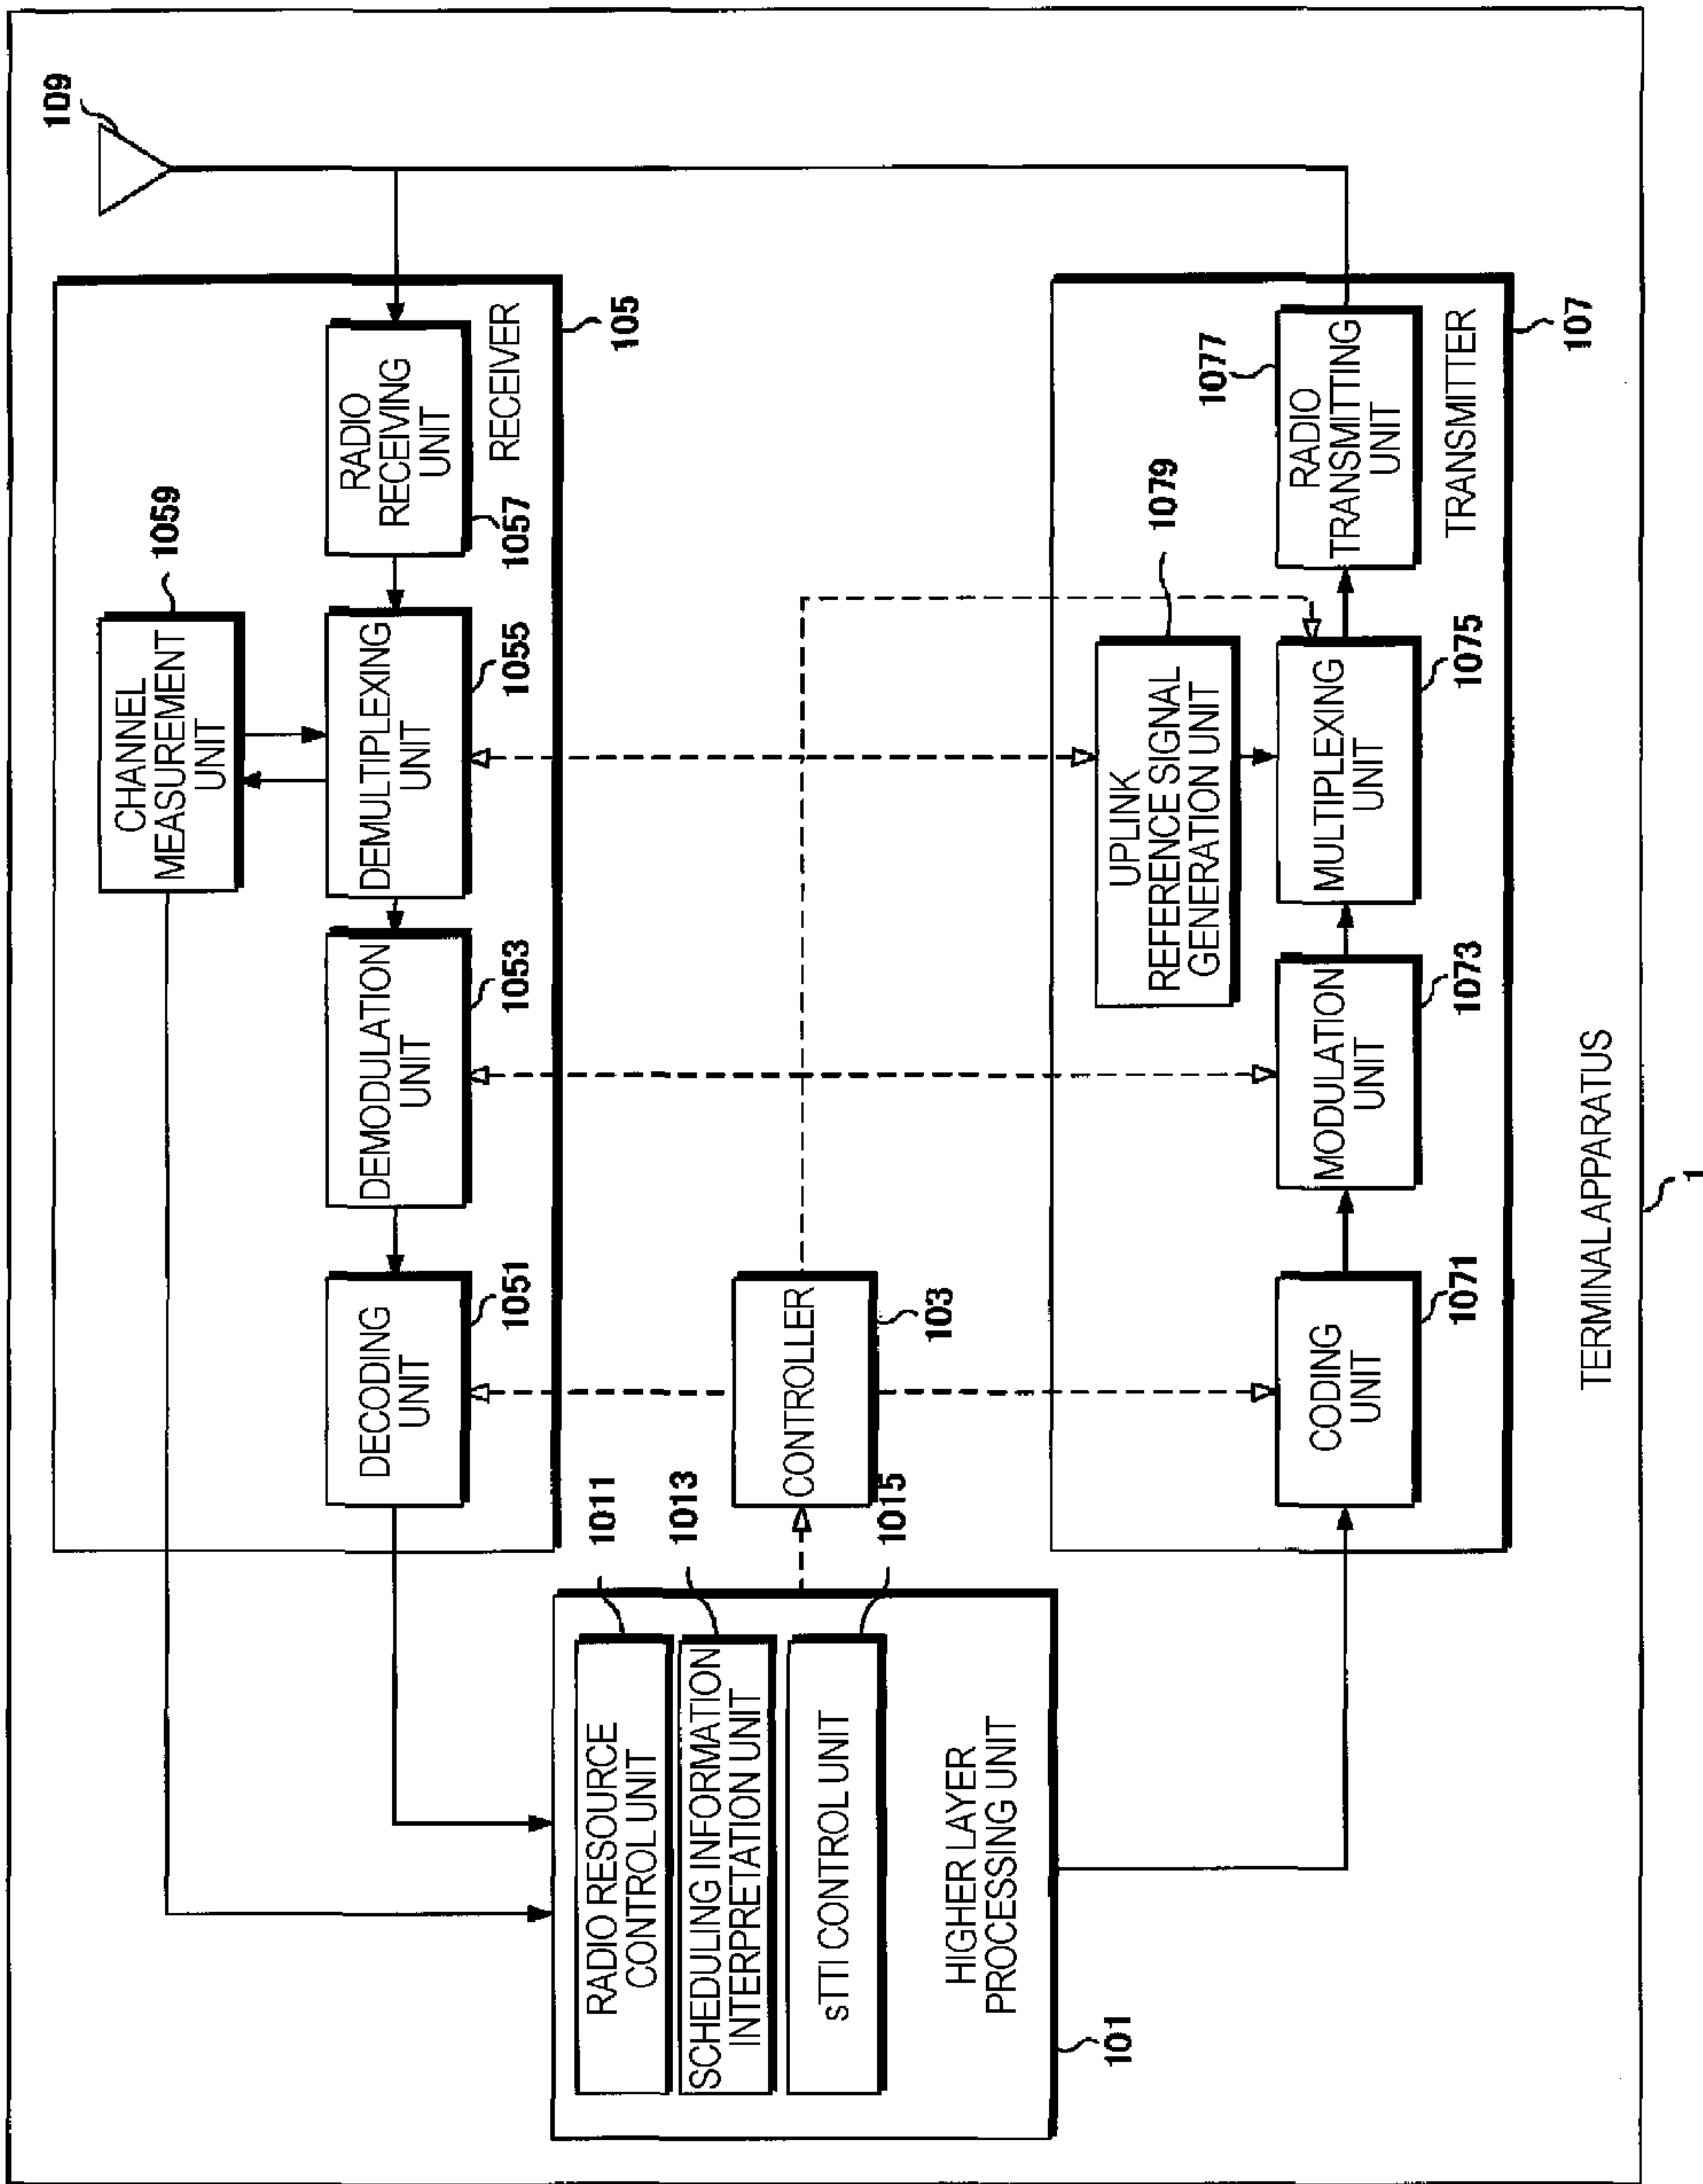 109
1059
CHANNEL
MEASUREMENT
UNIT
RADIO
RECEIVING
UNIT
1057
DEMULTIPLEXING
UNIT
1055
DEMODULATION
UNIT
1053
DECODING
UNIT
1051
RECEIVER
105
RADIO RESOURCE
CONTROL UNIT
1011
SCHEDULING INFORMATION
INTERPRETATION UNIT
1013
sTTI CONTROL UNIT
1015
HIGHER LAYER
PROCESSING UNIT
101
CONTROLLER
103
UPLINK
REFERENCE SIGNAL
GENERATION UNIT
1079
CODING
UNIT
1071
MODULATION
UNIT
1073
MULTIPLEXING
UNIT
1075
RADIO
TRANSMITTING
UNIT
1077
TRANSMITTER
107
TERMINAL APPARATUS
1